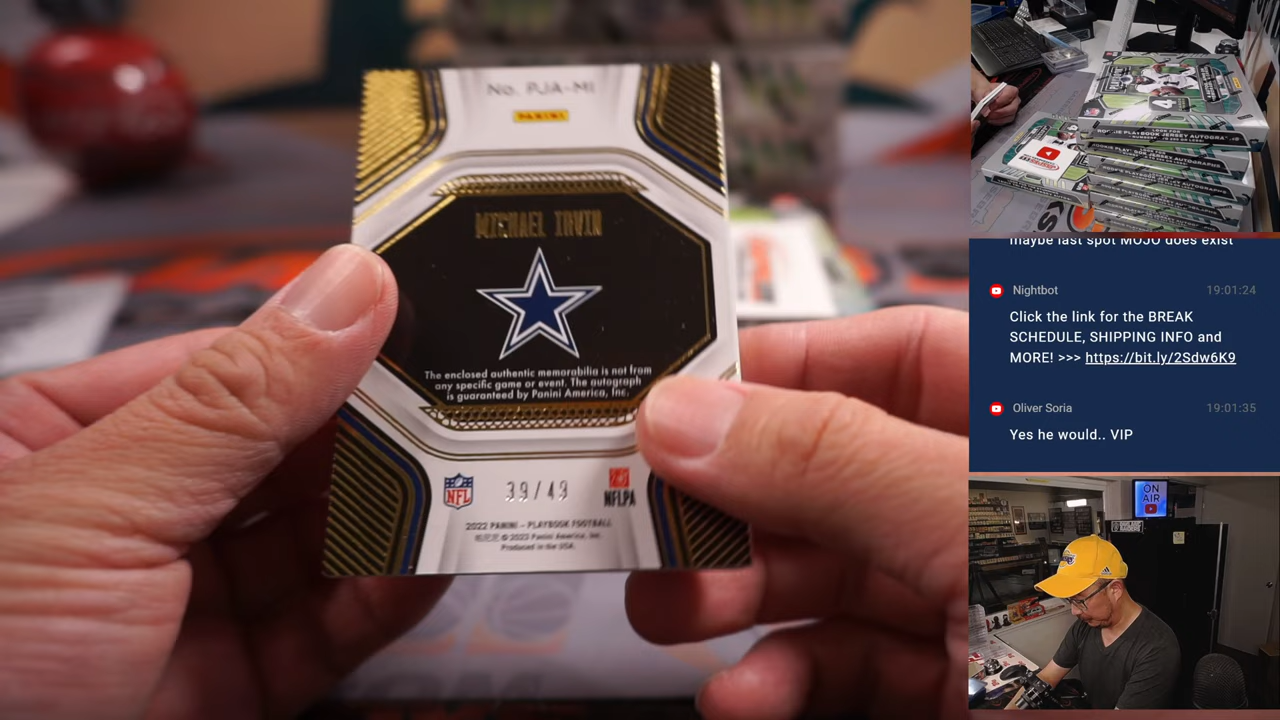 No. PJA-MI
PANINI
MICHAEL IRVIN
The enclosed authentic memorabilia is not from
any specific game or event. The autograph
is guaranteed by Panini America, Inc.
NFL
39/49
NFLPA
2022 PANINI – PLAYBOOK FOOTBALL
© 2023 Panini America, Inc.
Produced in the USA.
PLAYBOOK
4
maybe last spot MOJO does exist
Nightbot 19:01:24
Click the link for the BREAK
SCHEDULE, SHIPPING INFO and
MORE! >>> https://bit.ly/2Sdw6K9
Oliver Soria 19:01:35
Yes he would.. VIP
ON
AIR